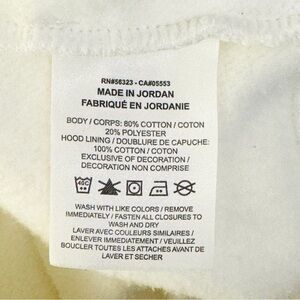 RN#56323 - CA#05553
MADE IN JORDAN
FABRIQUÉ EN JORDANIE
BODY / CORPS: 80% COTTON / COTON
20% POLYESTER
HOOD LINING / DOUBLURE DE CAPUCHE:
100% COTTON / COTON
EXCLUSIVE OF DECORATION /
DECORATION NON COMPRISE
40C
WASH WITH LIKE COLORS / REMOVE
IMMEDIATELY / FASTEN ALL CLOSURES TO
WASH AND DRY
LAVER AVEC COULEURS SIMILAIRES /
ENLEVER IMMEDIATEMENT / VEUILLEZ
BOUCLER TOUTES LES ATTACHES AVANT DE
LAVER ET SECHER